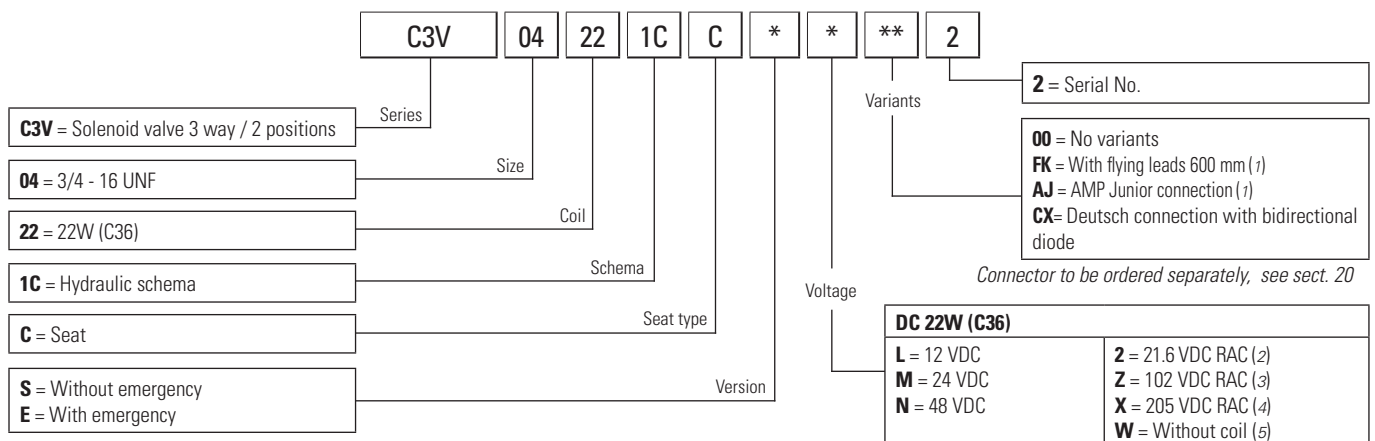 C3V 04 22 1C C * * ** 2
Series
C3V = Solenoid valve 3 way / 2 positions
Size
04 = 3/4 - 16 UNF
Coil
22 = 22W (C36)
Schema
1C = Hydraulic schema
Seat type
C = Seat
Version
S = Without emergency
E = With emergency
Voltage
DC 22W (C36)
L = 12 VDC
M = 24 VDC
N = 48 VDC
2 = 21.6 VDC RAC (2)
Z = 102 VDC RAC (3)
X = 205 VDC RAC (4)
W = Without coil (5)
Variants
00 = No variants
FK = With flying leads 600 mm (1)
AJ = AMP Junior connection (1)
CX= Deutsch connection with bidirectional
diode
Connector to be ordered separately, see sect. 20
2 = Serial No.